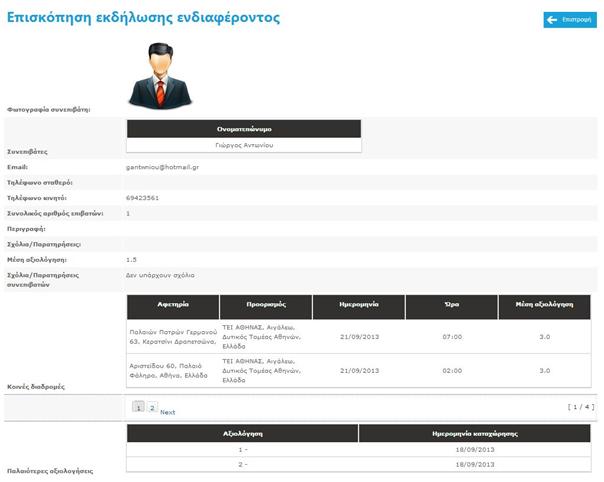 Επισκόπηση εκδήλωσης ενδιαφέροντος
Επιστροφή
Φωτογραφία συνεπιβάτη:
Ονοματεπώνυμο
Γιώργος Αντωνίου
Συνεπιβάτες
Email: gantwniou@hotmail.gr
Τηλέφωνο σταθερό:
Τηλέφωνο κινητό: 69423561
Συνολικός αριθμός επιβατών: 1
Περιγραφή:
Σχόλια/Παρατηρήσεις:
Μέση αξιολόγηση: 1.5
Σχόλια/Παρατηρήσεις Δεν υπάρχουν σχόλια
συνεπιβατών
Αφετηρία Προορισμός Ημερομηνία Ώρα Μέση αξιολόγηση
ΤΕΙ ΑΘΗΝΑΣ, Αιγάλεω,
Παλαιών Πατρών Γερμανού
63, Κερατσίνι Δραπετσώνα,
Δυτικός Τομέας Αθηνών,
Ελλάδα
21/09/2013 07:00 3.0
ΤΕΙ ΑΘΗΝΑΣ, Αιγάλεω,
Αριστείδου 60, Παλαιό
Φάληρο, Αθήνα, Ελλάδα
Δυτικός Τομέας Αθηνών,
Ελλάδα
21/09/2013 02:00 3.0
Κοινές διαδρομές
1 2 Next [ 1 / 4 ]
Αξιολόγηση Ημερομηνία καταχώρησης
1 - 18/09/2013
2 - 18/09/2013
Παλαιότερες αξιολογήσεις